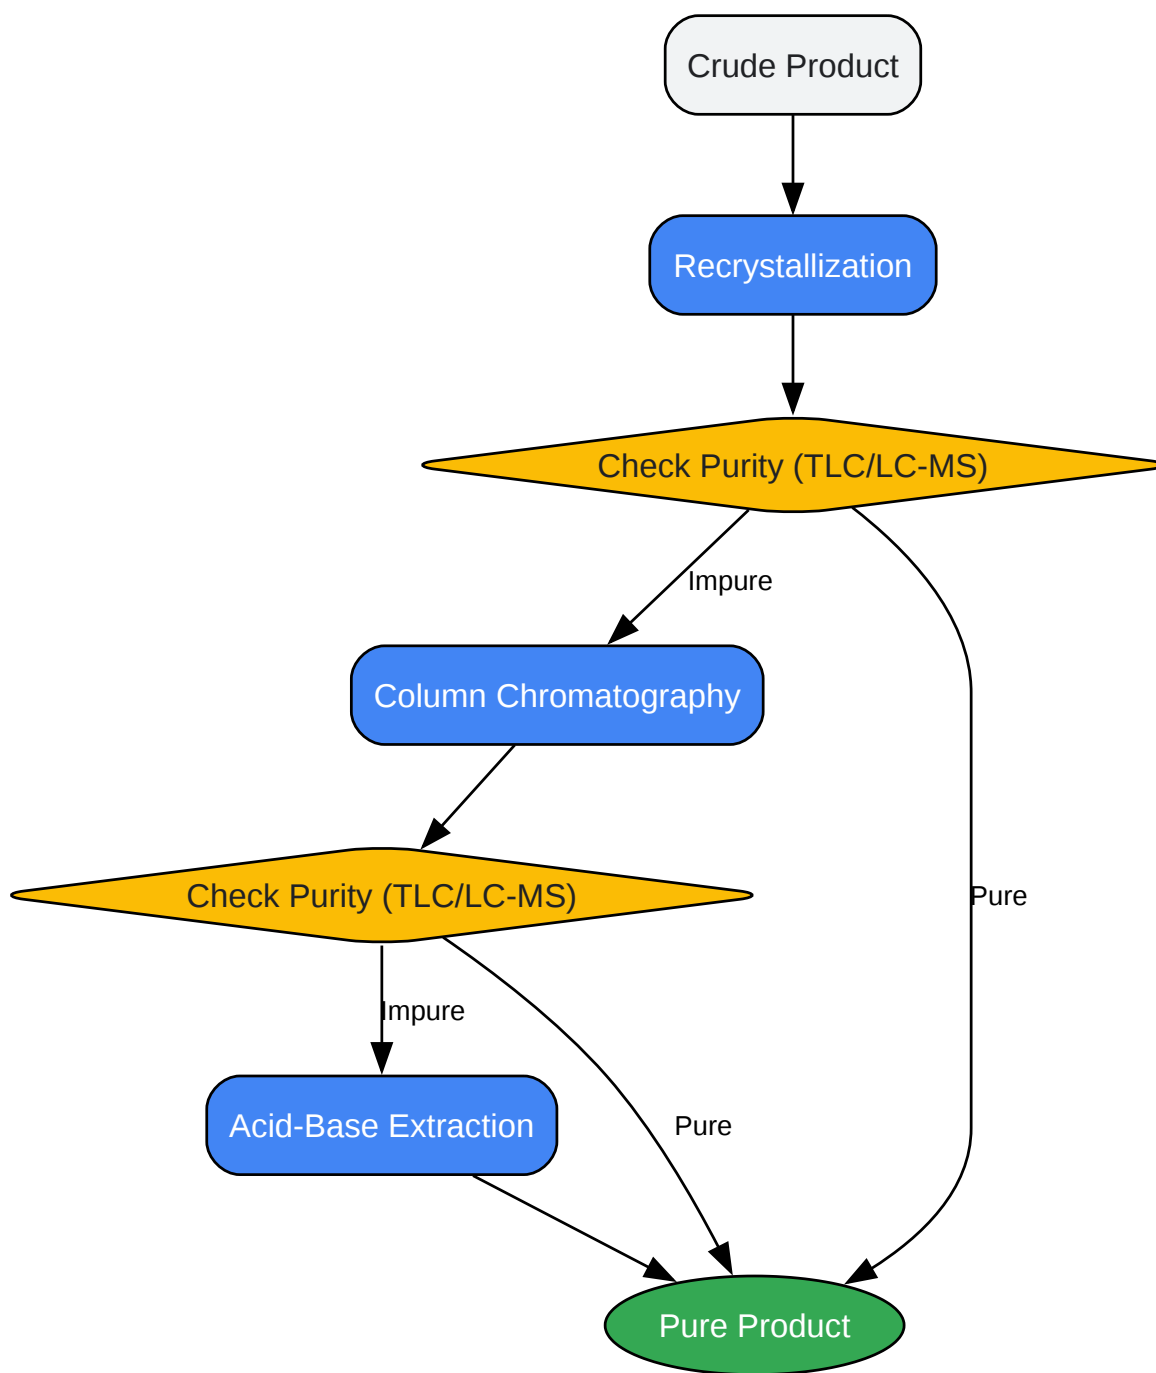 Crude Product
Recrystallization
Check Purity (TLC/LC-MS)
Impure
Column Chromatography
Check Purity (TLC/LC-MS)
Pure
Impure
Acid-Base Extraction
Pure
Pure Product